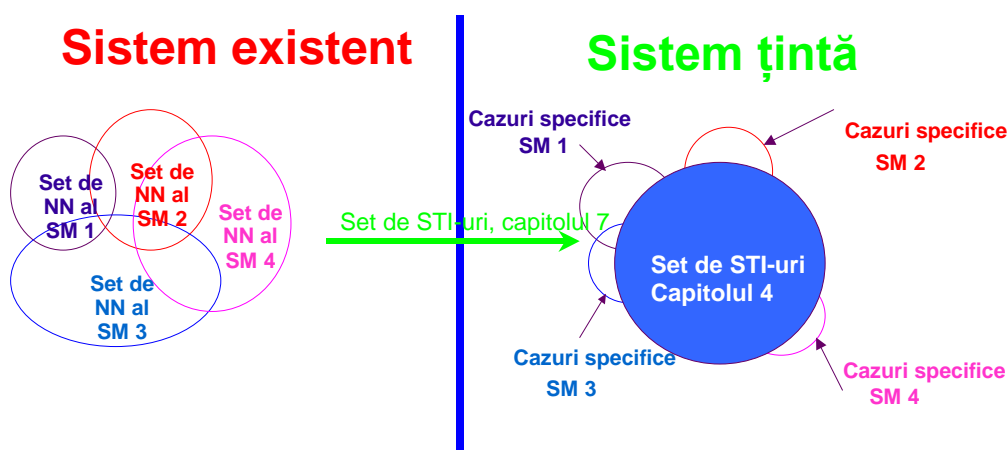 Sistem existent
Set de
NN al
SM 1
Set de
NN al
SM 2
Set de
NN al
SM 4
Set de
NN al
SM 3
Set de STI-uri, capitolul 7
Sistem țintă
Cazuri specifice
SM 1
Cazuri specifice
SM 2
Set de STI-uri
Capitolul 4
Cazuri specifice
SM 3
Cazuri specifice
SM 4